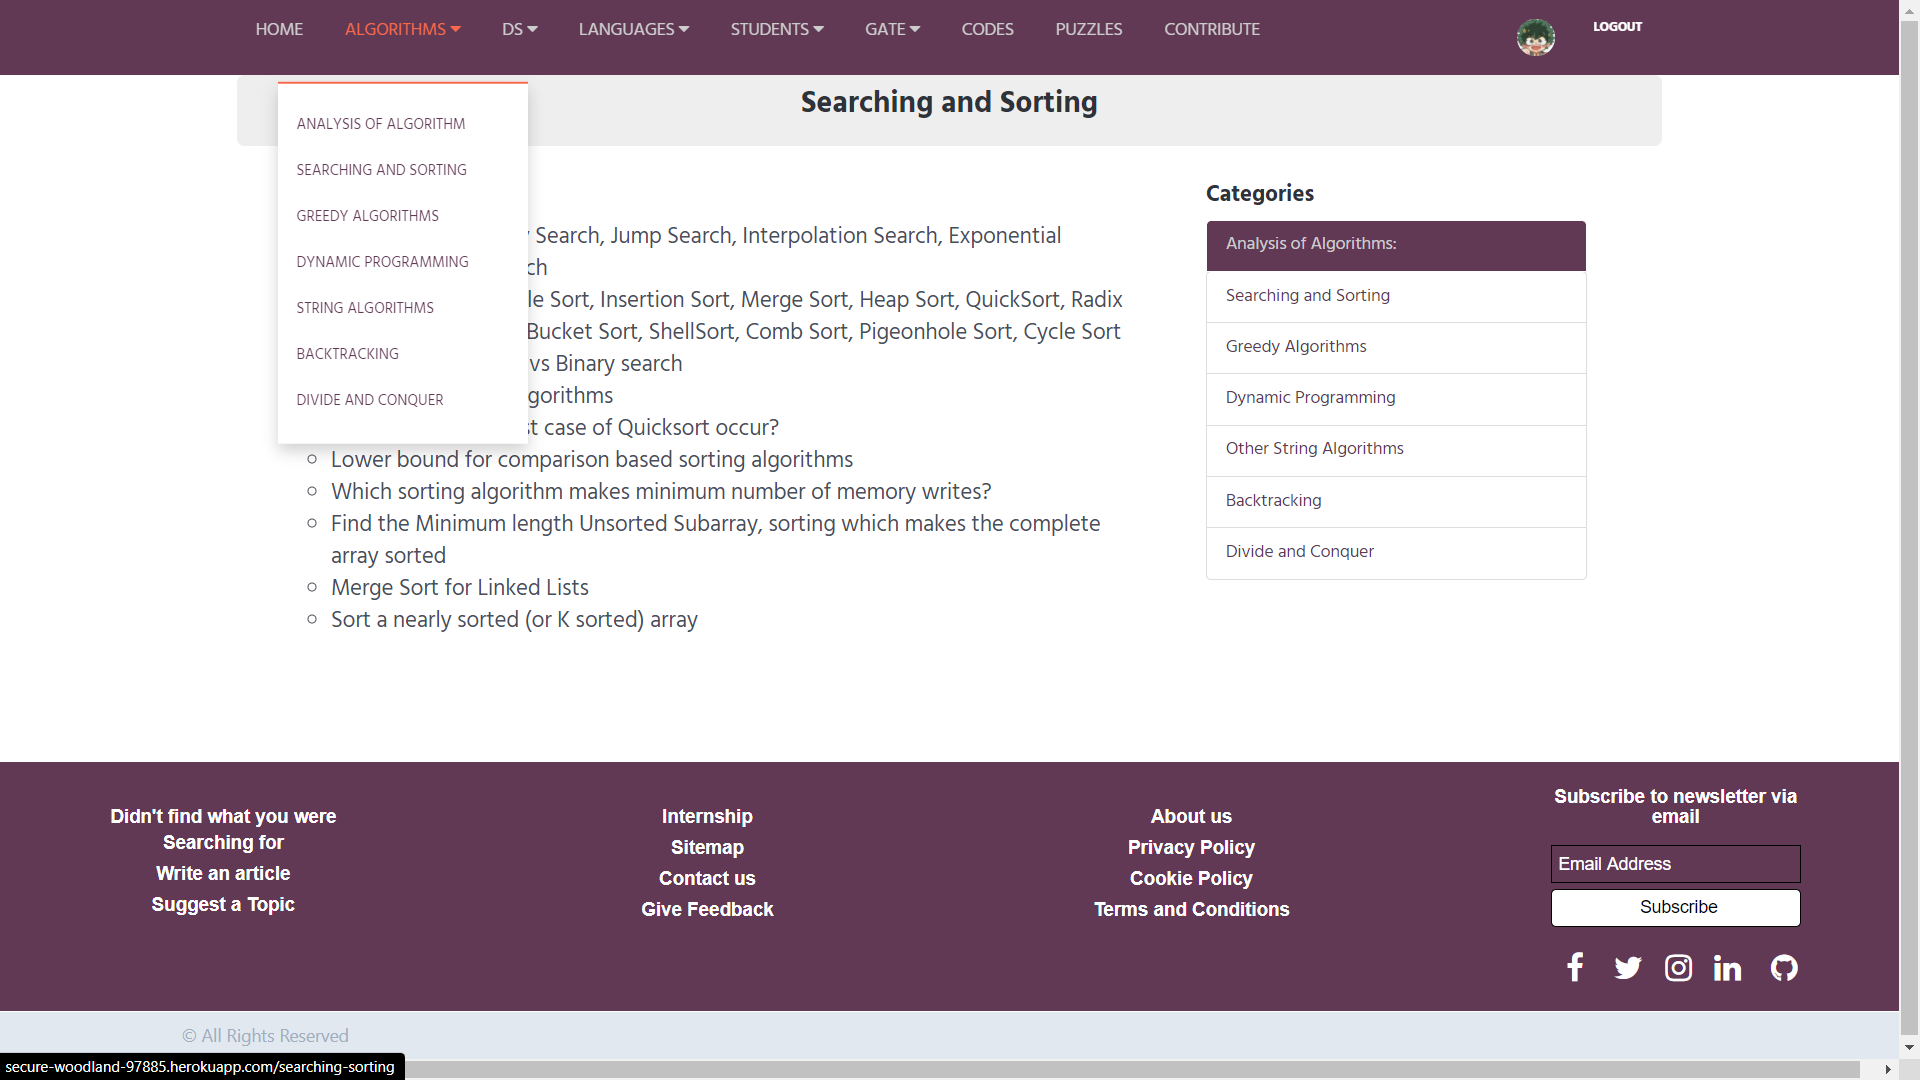 HOME ALGORITHMS DS LANGUAGES STUDENTS GATE CODES PUZZLES CONTRIBUTE LOGOUT
Searching and Sorting
ANALYSIS OF ALGORITHM
SEARCHING AND SORTING
GREEDY ALGORITHMS
DYNAMIC PROGRAMMING
STRING ALGORITHMS
BACKTRACKING
DIVIDE AND CONQUER
Search, Jump Search, Interpolation Search, Exponential
ch
le Sort, Insertion Sort, Merge Sort, Heap Sort, QuickSort, Radix
Bucket Sort, ShellSort, Comb Sort, Pigeonhole Sort, Cycle Sort
vs Binary search
gorithms
t case of Quicksort occur?
Lower bound for comparison based sorting algorithms
Which sorting algorithm makes minimum number of memory writes?
Find the Minimum length Unsorted Subarray, sorting which makes the complete
array sorted
Merge Sort for Linked Lists
Sort a nearly sorted (or K sorted) array
Categories
Analysis of Algorithms:
Searching and Sorting
Greedy Algorithms
Dynamic Programming
Other String Algorithms
Backtracking
Divide and Conquer
Didn't find what you were
Searching for
Write an article
Suggest a Topic
Internship
Sitemap
Contact us
Give Feedback
About us
Privacy Policy
Cookie Policy
Terms and Conditions
Subscribe to newsletter via
email
Email Address
Subscribe
© All Rights Reserved
secure-woodland-97885.herokuapp.com/searching-sorting